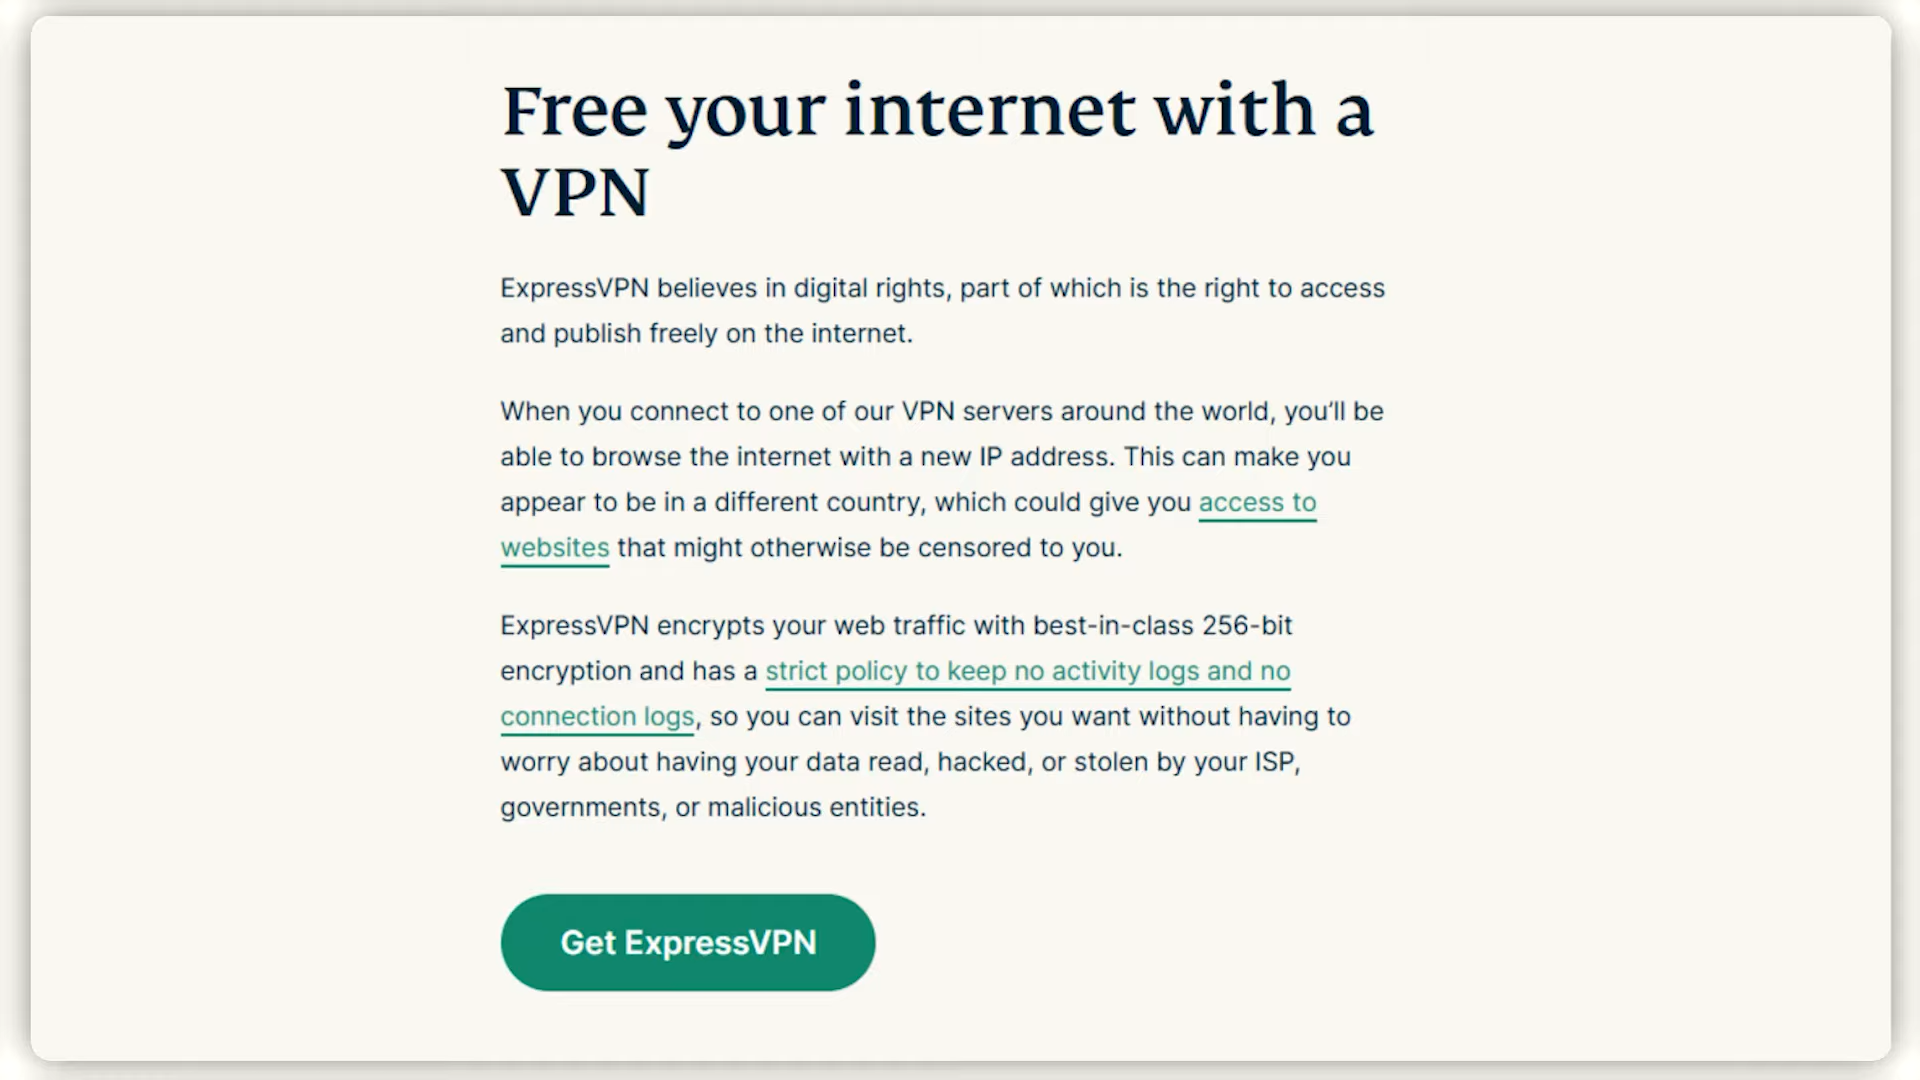 Free your internet with a
VPN
ExpressVPN believes in digital rights, part of which is the right to access
and publish freely on the internet.
When you connect to one of our VPN servers around the world, you’ll be
able to browse the internet with a new IP address. This can make you
appear to be in a different country, which could give you access to
websites that might otherwise be censored to you.
ExpressVPN encrypts your web traffic with best-in-class 256-bit
encryption and has a strict policy to keep no activity logs and no
connection logs, so you can visit the sites you want without having to
worry about having your data read, hacked, or stolen by your ISP,
governments, or malicious entities.
Get ExpressVPN